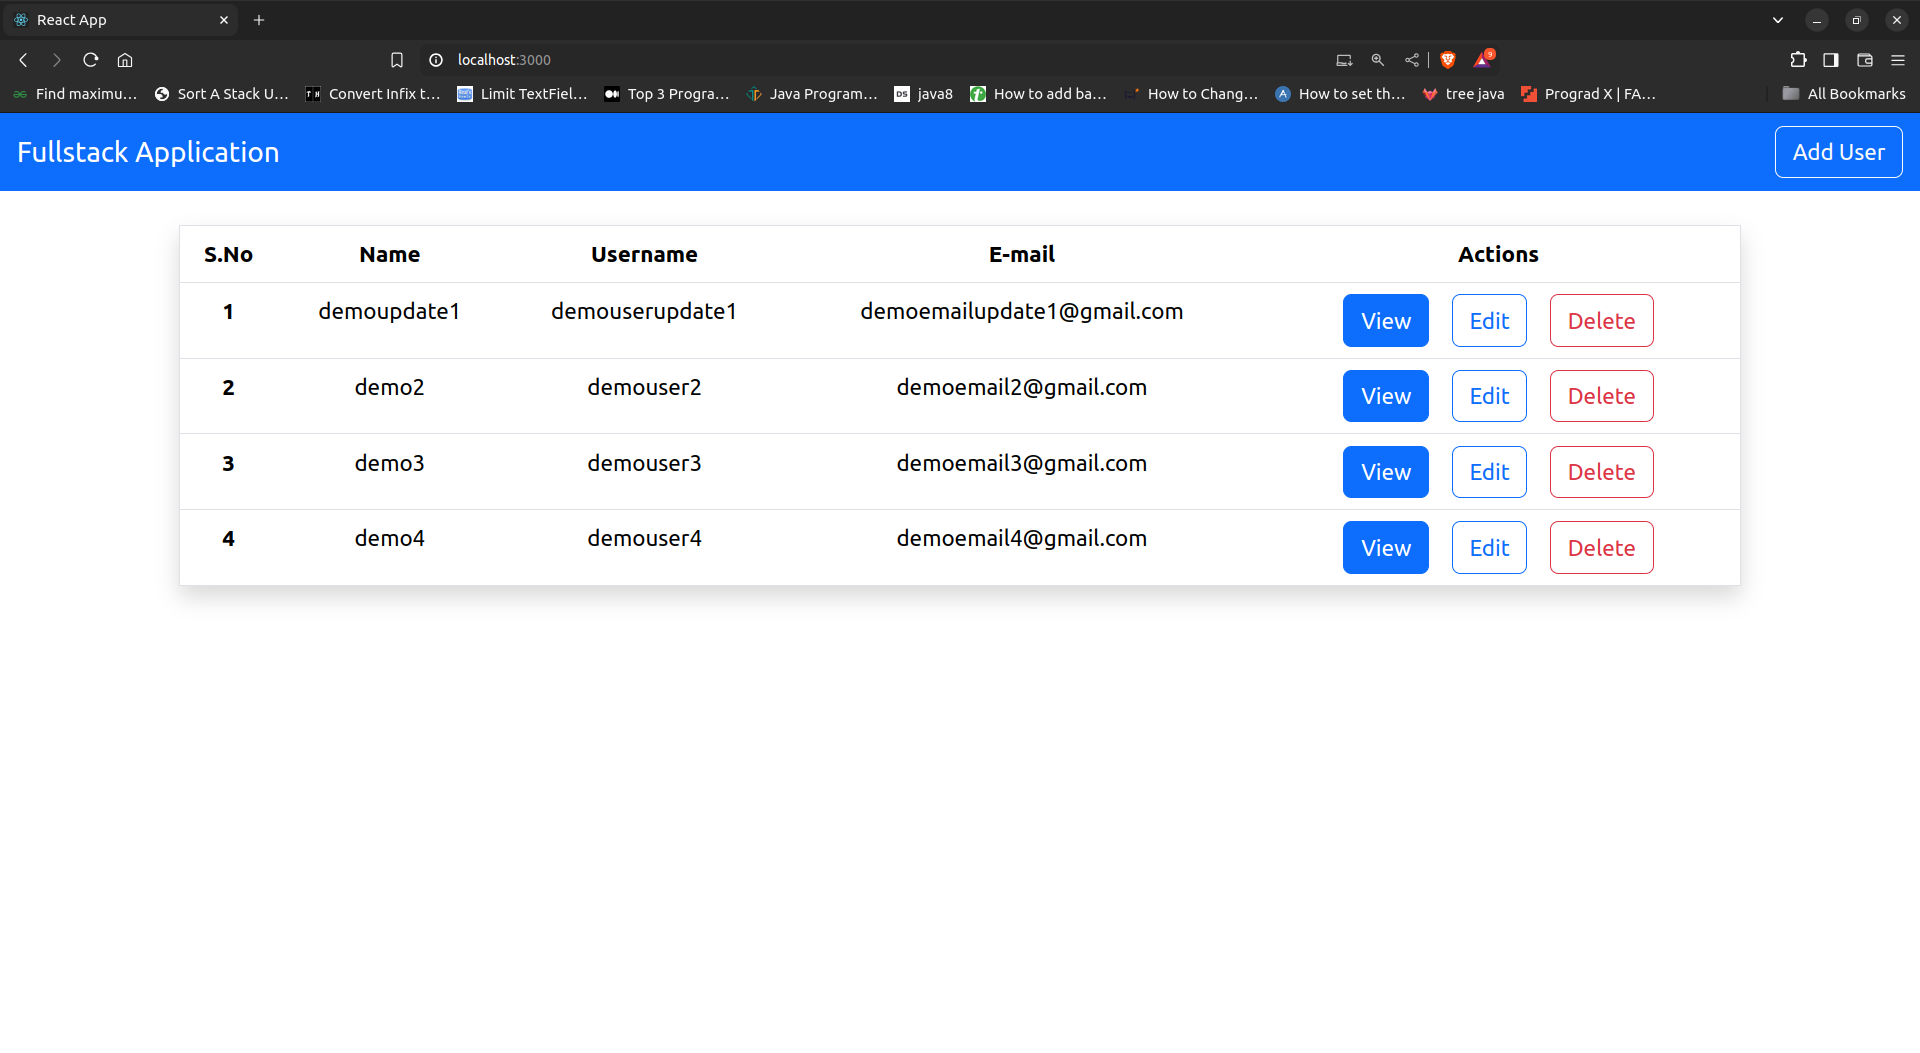 React App
localhost:3000
9
Find maximu... Sort A Stack U... Convert Infix t... Limit TextFiel... Top 3 Progra... Java Program... DS java8 How to add ba... How to Chang... How to set th... tree java Prograd X | FA... All Bookmarks
Fullstack Application Add User
S.No Name Username E-mail Actions
1 demoupdate1 demouserupdate1 demoemailupdate1@gmail.com View Edit Delete
2 demo2 demouser2 demoemail2@gmail.com View Edit Delete
3 demo3 demouser3 demoemail3@gmail.com View Edit Delete
4 demo4 demouser4 demoemail4@gmail.com View Edit Delete